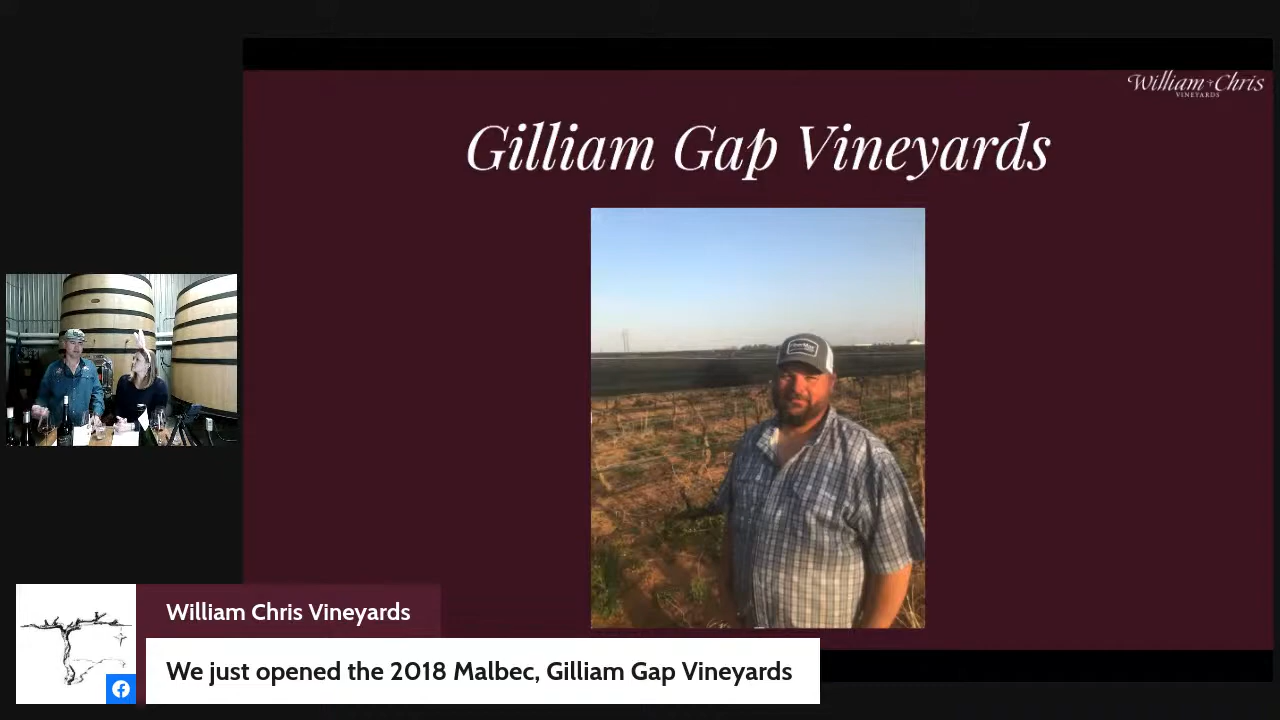 William Chris
VINEYARDS
Gilliam Gap Vineyards
William Chris Vineyards
We just opened the 2018 Malbec, Gilliam Gap Vineyards